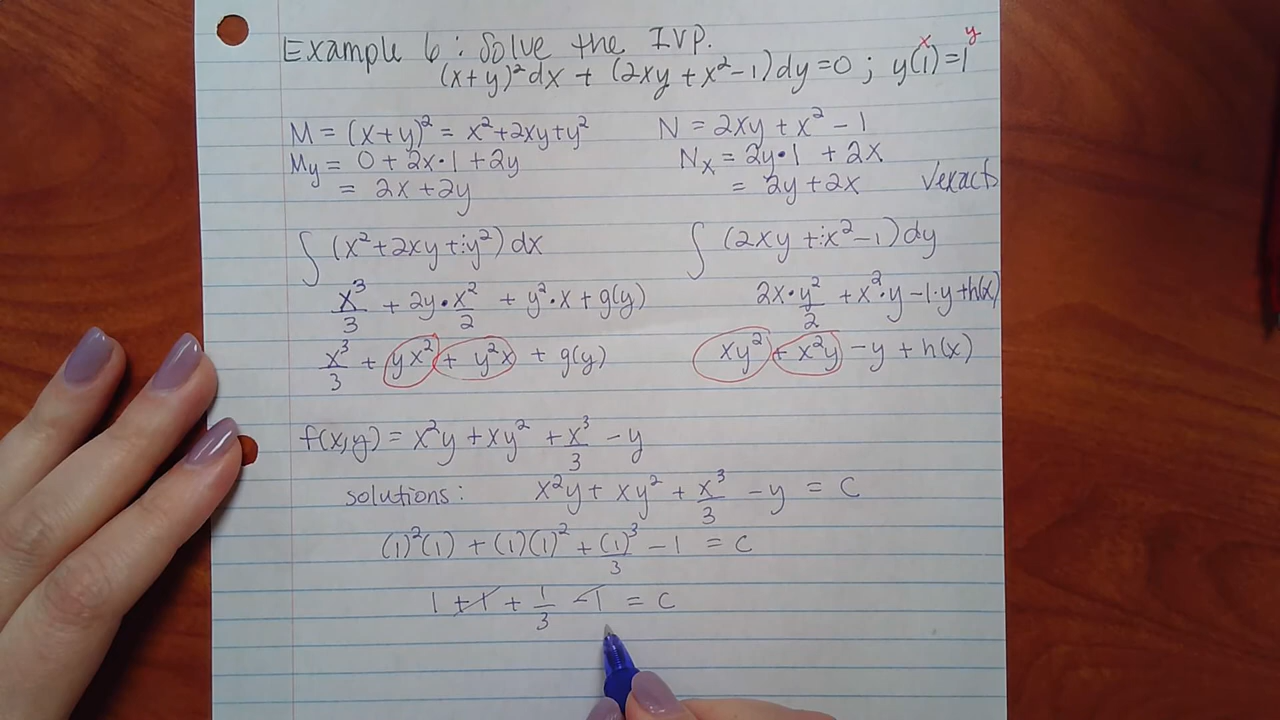 Example 6: Solve the IVP.
(x+y)²dx + (2xy + x²-1)dy=0 ; y(1)=1 x y
M = (x+y)² = x²+2xy+y² N = 2xy + x² - 1
My = 0 + 2x·1 + 2y Nx = 2y·1 + 2x
= 2x + 2y = 2y + 2x √exact
∫(x²+2xy+y²)dx ∫(2xy + x²-1)dy
x³/3 + 2y·x²/2 + y²·x + g(y) 2x·y²/2 + x²·y - 1·y + h(x)
x³/3 + yx² + y²x + g(y) xy² + x²y - y + h(x)
f(x,y) = x²y + xy² + x³/3 - y
solutions: x²y + xy² + x³/3 - y = C
(1)²(1) + (1)(1)² + (1)³/3 - 1 = C
1 + 1 + 1/3 - 1 = C